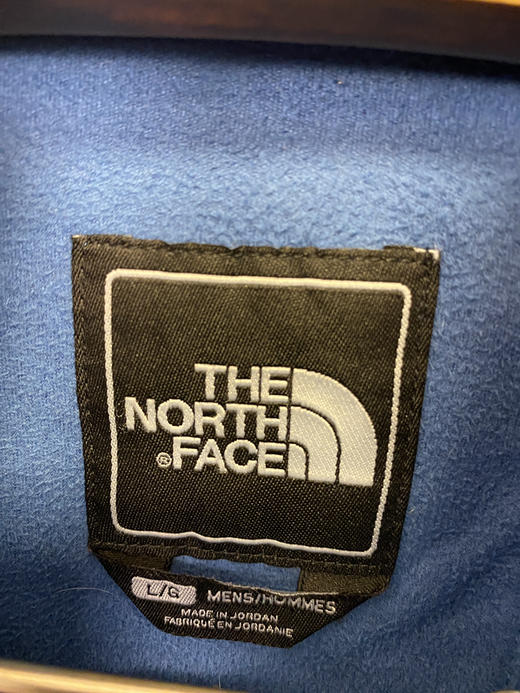 THE
NORTH
®FACE
L/G MENS/HOMMES
MADE IN JORDAN
FABRIQUÉ EN JORDANIE